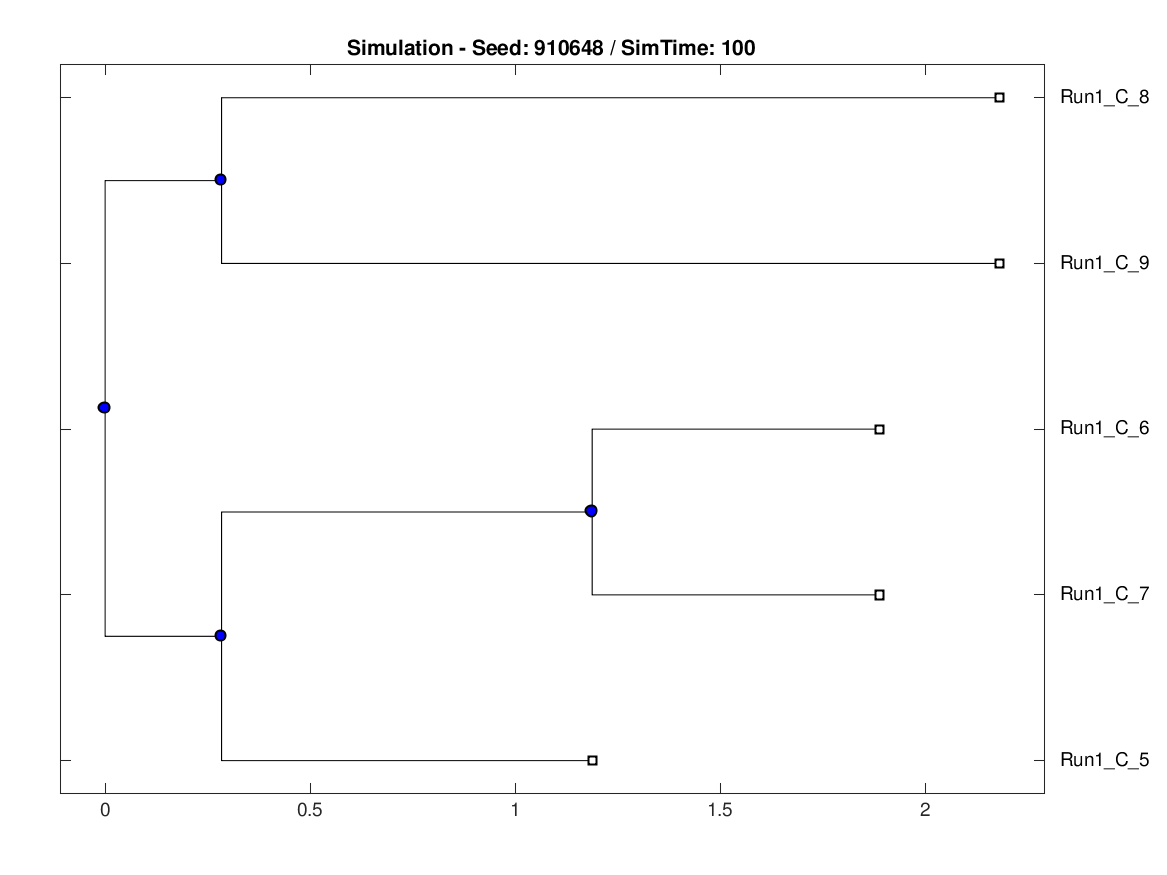 Simulation - Seed: 910648 / SimTime: 100
Run1_C_8
Run1_C_9
Run1_C_6
Run1_C_7
Run1_C_5
0 0.5 1 1.5 2